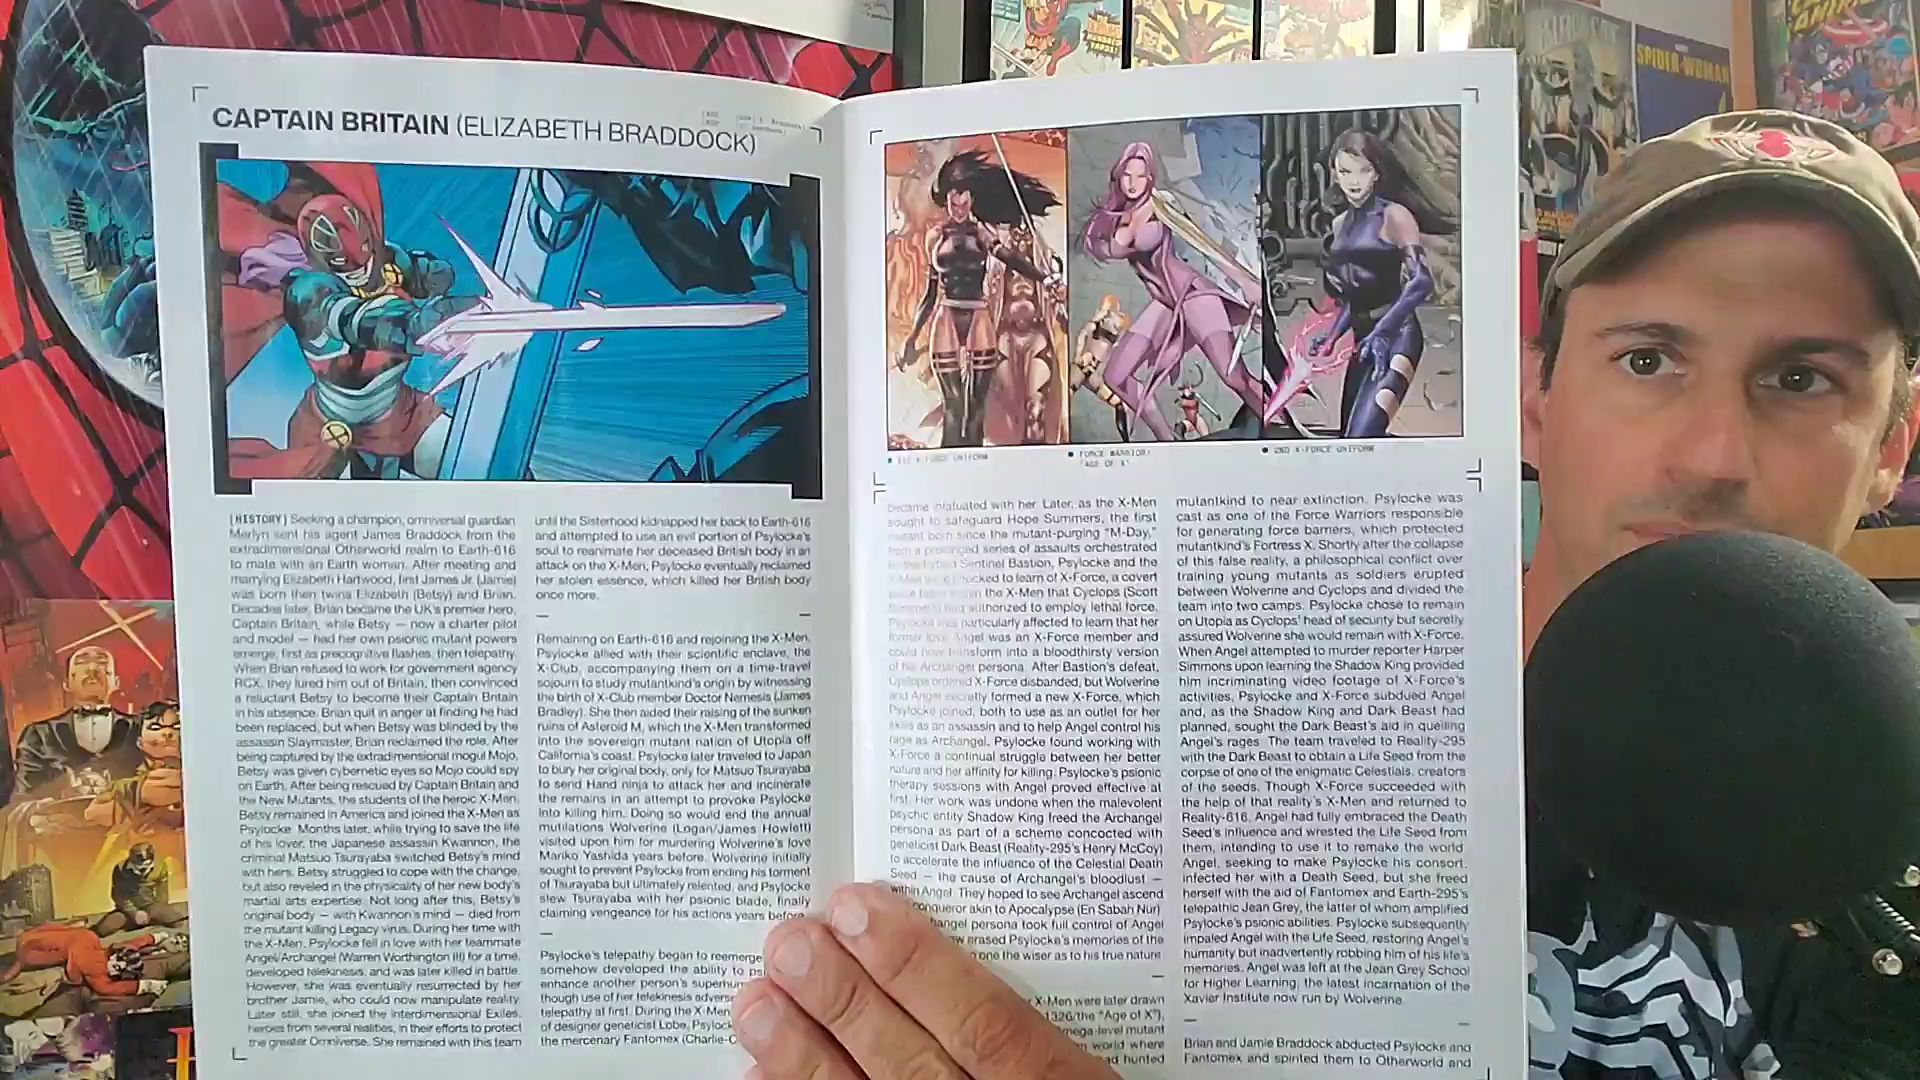 CAPTAIN BRITAIN (ELIZABETH BRADDOCK)
[HISTORY] Seeking a champion, omniversal guardian
Merlyn sent his agent James Braddock from the
extradimensional Otherworld realm to Earth-616
to mate with an Earth woman. After meeting and
marrying Elizabeth Hartwood, first James Jr. (Jamie)
was born then twins Elizabeth (Betsy) and Brian.
Decades later, Brian became the UK's premier hero,
Captain Britain, while Betsy — now a charter pilot
and model — had her own psionic mutant powers
emerge, first as precognitive flashes, then telepathy.
When Brian refused to work for government agency
RCX, they lured him out of Britain, then convinced
a reluctant Betsy to become their Captain Britain
in his absence. Brian quit in anger at finding he had
been replaced, but when Betsy was blinded by the
assassin Slaymaster, Brian reclaimed the role. After
being captured by the extradimensional mogul Mojo,
Betsy was given cybernetic eyes so Mojo could spy
on Earth. After being rescued by Captain Britain and
the New Mutants, the students of the heroic X-Men,
Betsy remained in America and joined the X-Men as
Psylocke. Months later, while trying to save the life
of his lover, the Japanese assassin Kwannon, the
criminal Matsuo Tsurayaba switched Betsy's mind
with hers. Betsy struggled to cope with the change,
but also reveled in the physicality of her new body's
martial arts expertise. Not long after this, Betsy's
original body — with Kwannon's mind — died from
the mutant killing Legacy virus. During her time with
the X-Men, Psylocke fell in love with her teammate
Angel/Archangel (Warren Worthington III) for a time,
developed telekinesis, and was later killed in battle.
However, she was eventually resurrected by her
brother Jamie, who could now manipulate reality.
Later still, she joined the interdimensional Exiles,
heroes from several realities, in their efforts to protect
the greater Omniverse. She remained with this team
until the Sisterhood kidnapped her back to Earth-616
and attempted to use an evil portion of Psylocke's
soul to reanimate her deceased British body in an
attack on the X-Men. Psylocke eventually reclaimed
her stolen essence, which killed her British body
once more.
—
Remaining on Earth-616 and rejoining the X-Men,
Psylocke allied with their scientific enclave, the
X-Club, accompanying them on a time-travel
sojourn to study mutantkind's origin by witnessing
the birth of X-Club member Doctor Nemesis (James
Bradley). She then aided their raising of the sunken
ruins of Asteroid M, which the X-Men transformed
into the sovereign mutant nation of Utopia off
California's coast. Psylocke later traveled to Japan
to bury her original body, only for Matsuo Tsurayaba
to send Hand ninja to attack her and incinerate
the remains in an attempt to provoke Psylocke
into killing him. Doing so would end the annual
mutilations Wolverine (Logan/James Howlett)
visited upon him for murdering Wolverine's love
Mariko Yashida years before. Wolverine initially
sought to prevent Psylocke from ending his torment
of Tsurayaba but ultimately relented, and Psylocke
slew Tsurayaba with her psionic blade, finally
claiming vengeance for his actions years before.
—
Psylocke's telepathy began to reemerge
somehow developed the ability to
enhance another person's
though use of her telekinesis
telepathy at first. During the X-Men
of designer geneticist Lobe,
the mercenary Fantomex
1ST X-FORCE UNIFORM
FORCE WARRIOR/
"AGE OF X"
2ND X-FORCE UNIFORM
became infatuated with her. Later, as the X-Men
sought to safeguard Hope Summers, the first
mutant born since the mutant-purging "M-Day,"
from a prolonged series of assaults orchestrated
by the Sentinel Bastion, Psylocke and the
X-Men were shocked to learn of X-Force, a covert
the X-Men that Cyclops (Scott
Summers) had authorized to employ lethal force.
Psylocke was particularly affected to learn that her
former love Angel was an X-Force member and
could now transform into a bloodthirsty version
of his Archangel persona. After Bastion's defeat,
Cyclops ordered X-Force disbanded, but Wolverine
and Angel secretly formed a new X-Force, which
Psylocke joined, both to use as an outlet for her
skills as an assassin and to help Angel control his
rage as Archangel. Psylocke found working with
X-Force a continual struggle between her better
nature and her affinity for killing. Psylocke's psionic
therapy sessions with Angel proved effective at
first. Her work was undone when the malevolent
psychic entity Shadow King freed the Archangel
persona as part of a scheme concocted with
geneticist Dark Beast (Reality-295's Henry McCoy)
to accelerate the influence of the Celestial Death
Seed — the cause of Archangel's bloodlust —
within Angel. They hoped to see Archangel ascend
conqueror akin to Apocalypse (En Sabah Nur)
persona took full control of Angel
erased Psylocke's memories of the
one the wiser as to his true nature.
—
X-Men were later drawn
"Age of X"),
mutant
world where
hunted
mutantkind to near extinction. Psylocke was
cast as one of the Force Warriors responsible
for generating force barriers, which protected
mutantkind's Fortress X. Shortly after the collapse
of this false reality, a philosophical conflict over
training young mutants as soldiers erupted
between Wolverine and Cyclops and divided the
team into two camps. Psylocke chose to remain
on Utopia as Cyclops' head of security but secretly
assured Wolverine she would remain with X-Force.
When Angel attempted to murder reporter Harper
Simmons upon learning the Shadow King provided
him incriminating video footage of X-Force's
activities, Psylocke and X-Force subdued Angel
and, as the Shadow King and Dark Beast had
planned, sought the Dark Beast's aid in quelling
Angel's rages. The team traveled to Reality-295
with the Dark Beast to obtain a Life Seed from the
corpse of one of the enigmatic Celestials, creators
of the seeds. Though X-Force succeeded with
the help of that reality's X-Men and returned to
Reality-616, Angel had fully embraced the Death
Seed's influence and wrested the Life Seed from
them, intending to use it to remake the world.
Angel, seeking to make Psylocke his consort,
infected her with a Death Seed, but she freed
herself with the aid of Fantomex and Earth-295's
telepathic Jean Grey, the latter of whom amplified
Psylocke's psionic abilities. Psylocke subsequently
impaled Angel with the Life Seed, restoring Angel's
humanity but inadvertently robbing him of his life's
memories. Angel was left at the Jean Grey School
for Higher Learning, the latest incarnation of the
Xavier Institute now run by Wolverine.
—
Brian and Jamie Braddock abducted Psylocke and
Fantomex and spirited them to Otherworld and
SPIDER-WOMAN